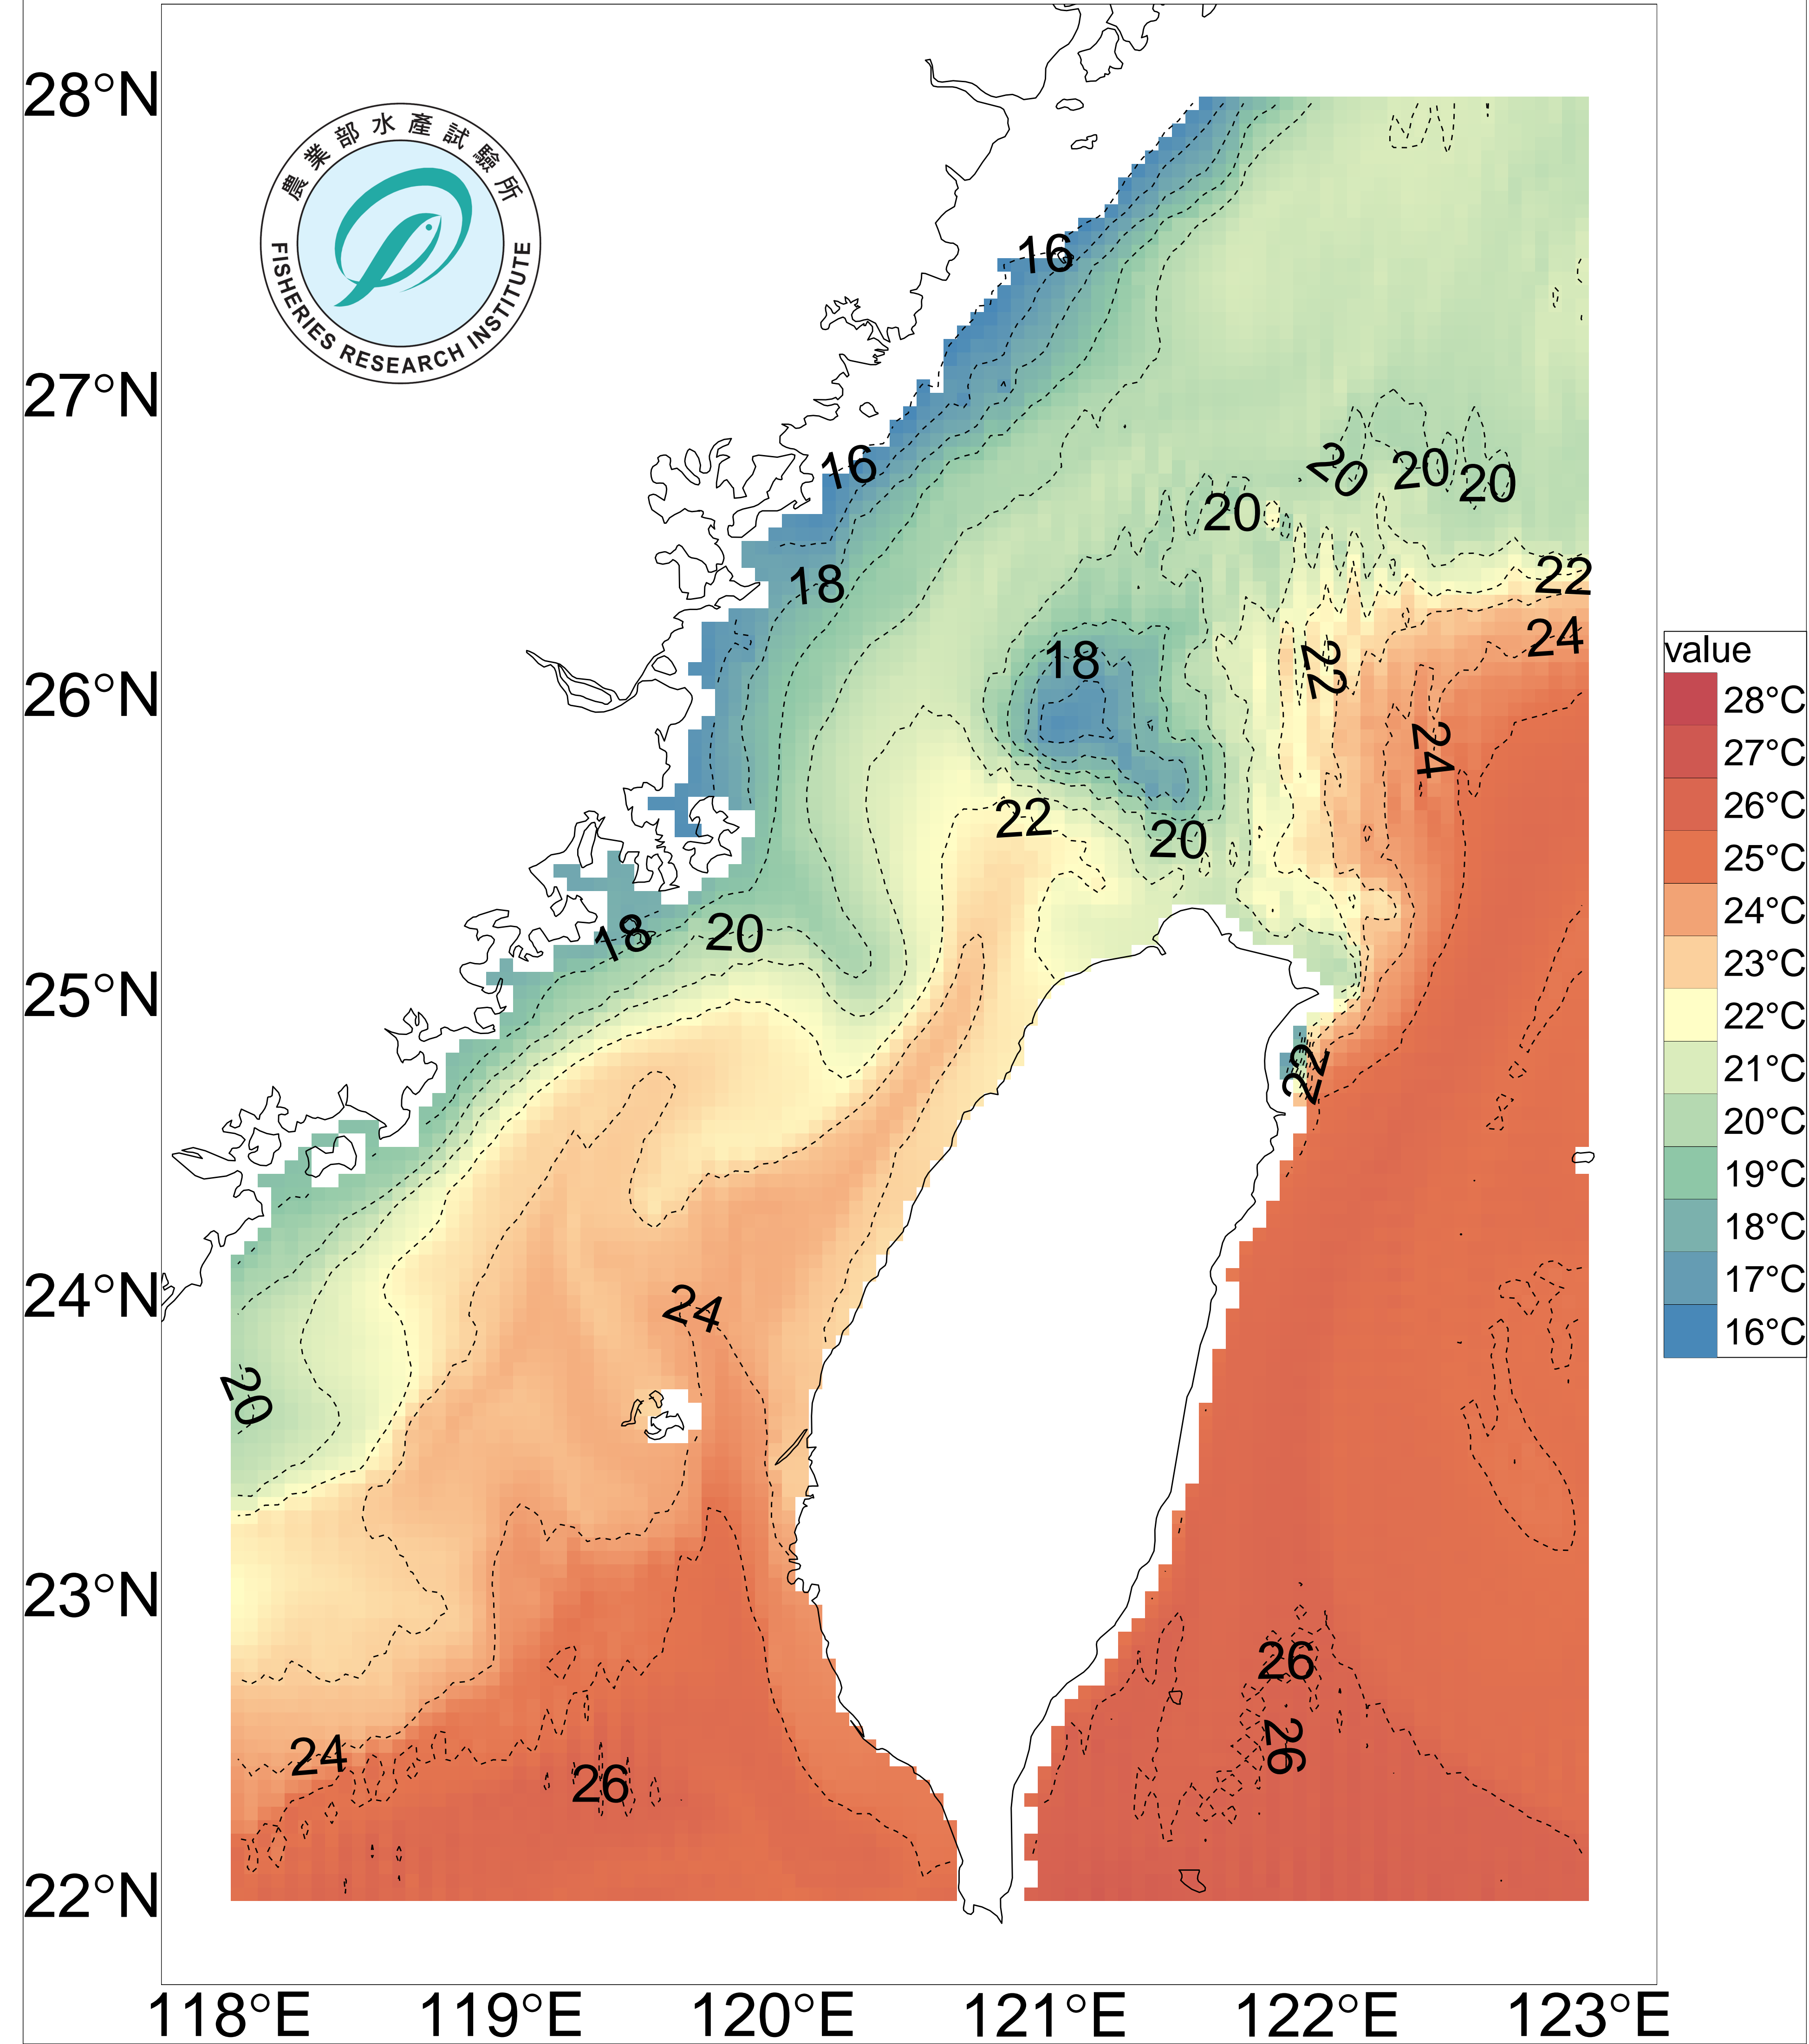 28°N
27°N
26°N
25°N
24°N
23°N
22°N
118°E 119°E 120°E 121°E 122°E 123°E
農業部水產試驗所
FISHERIES RESEARCH INSTITUTE
16
16
18
20
20
20
20
22
24
18
22
24
22
20
18
20
22
24
20
24
26
26
26
value
28°C
27°C
26°C
25°C
24°C
23°C
22°C
21°C
20°C
19°C
18°C
17°C
16°C